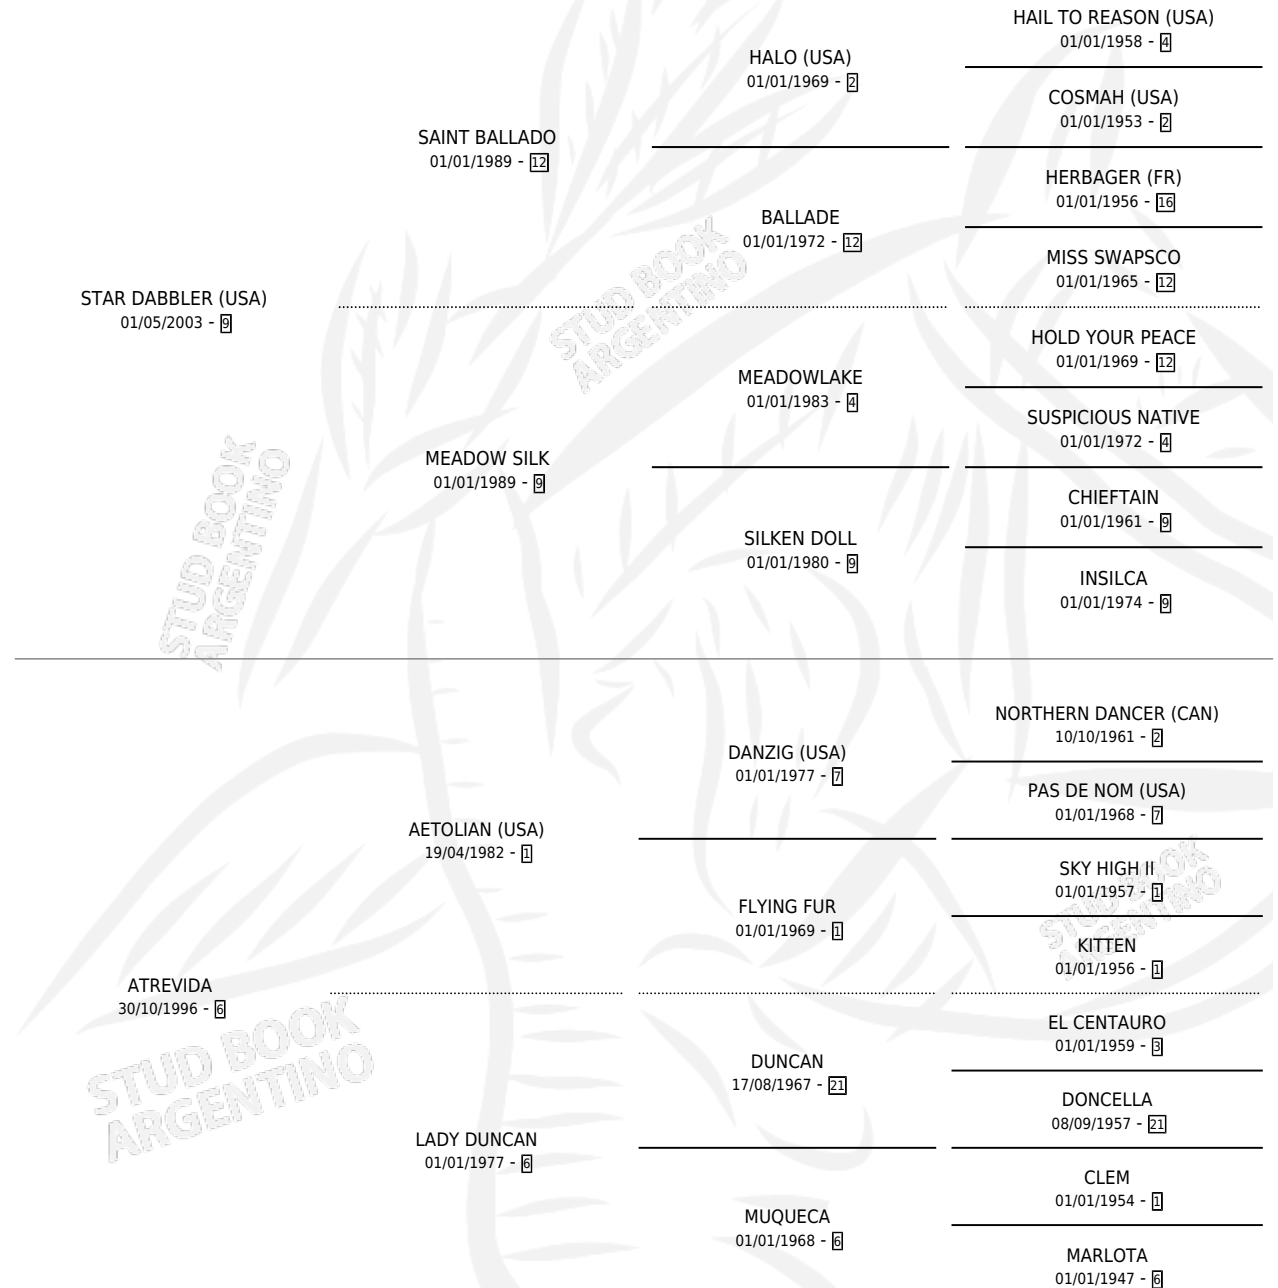 HAIL TO REASON (USA)
01/01/1958 - 4
HALO (USA)
01/01/1969 - 2
COSMAH (USA)
01/01/1953 - 2
SAINT BALLADO
01/01/1989 - 12
HERBAGER (FR)
01/01/1956 - 16
BALLADE
01/01/1972 - 12
MISS SWAPSCO
01/01/1965 - 12
STAR DABBLER (USA)
01/05/2003 - 9
STUD BOOK
ARGENTINO
HOLD YOUR PEACE
01/01/1969 - 12
MEADOWLAKE
01/01/1983 - 4
SUSPICIOUS NATIVE
01/01/1972 - 4
MEADOW SILK
01/01/1989 - 9
CHIEFTAIN
01/01/1961 - 9
SILKEN DOLL
01/01/1980 - 9
INSILCA
01/01/1974 - 9
STUD BOOK
ARGENTINO
NORTHERN DANCER (CAN)
10/10/1961 - 2
DANZIG (USA)
01/01/1977 - 7
PAS DE NOM (USA)
01/01/1968 - 7
AETOLIAN (USA)
19/04/1982 - 1
SKY HIGH II
01/01/1957 - 1
FLYING FUR
01/01/1969 - 1
STUD BOOK
ARGENTINO
KITTEN
01/01/1956 - 1
ATREVIDA
30/10/1996 - 6
EL CENTAURO
01/01/1959 - 3
DUNCAN
17/08/1967 - 21
STUD BOOK
ARGENTINO
DONCELLA
08/09/1957 - 21
LADY DUNCAN
01/01/1977 - 6
CLEM
01/01/1954 - 1
MUQUECA
01/01/1968 - 6
MARLOTA
01/01/1947 - 6